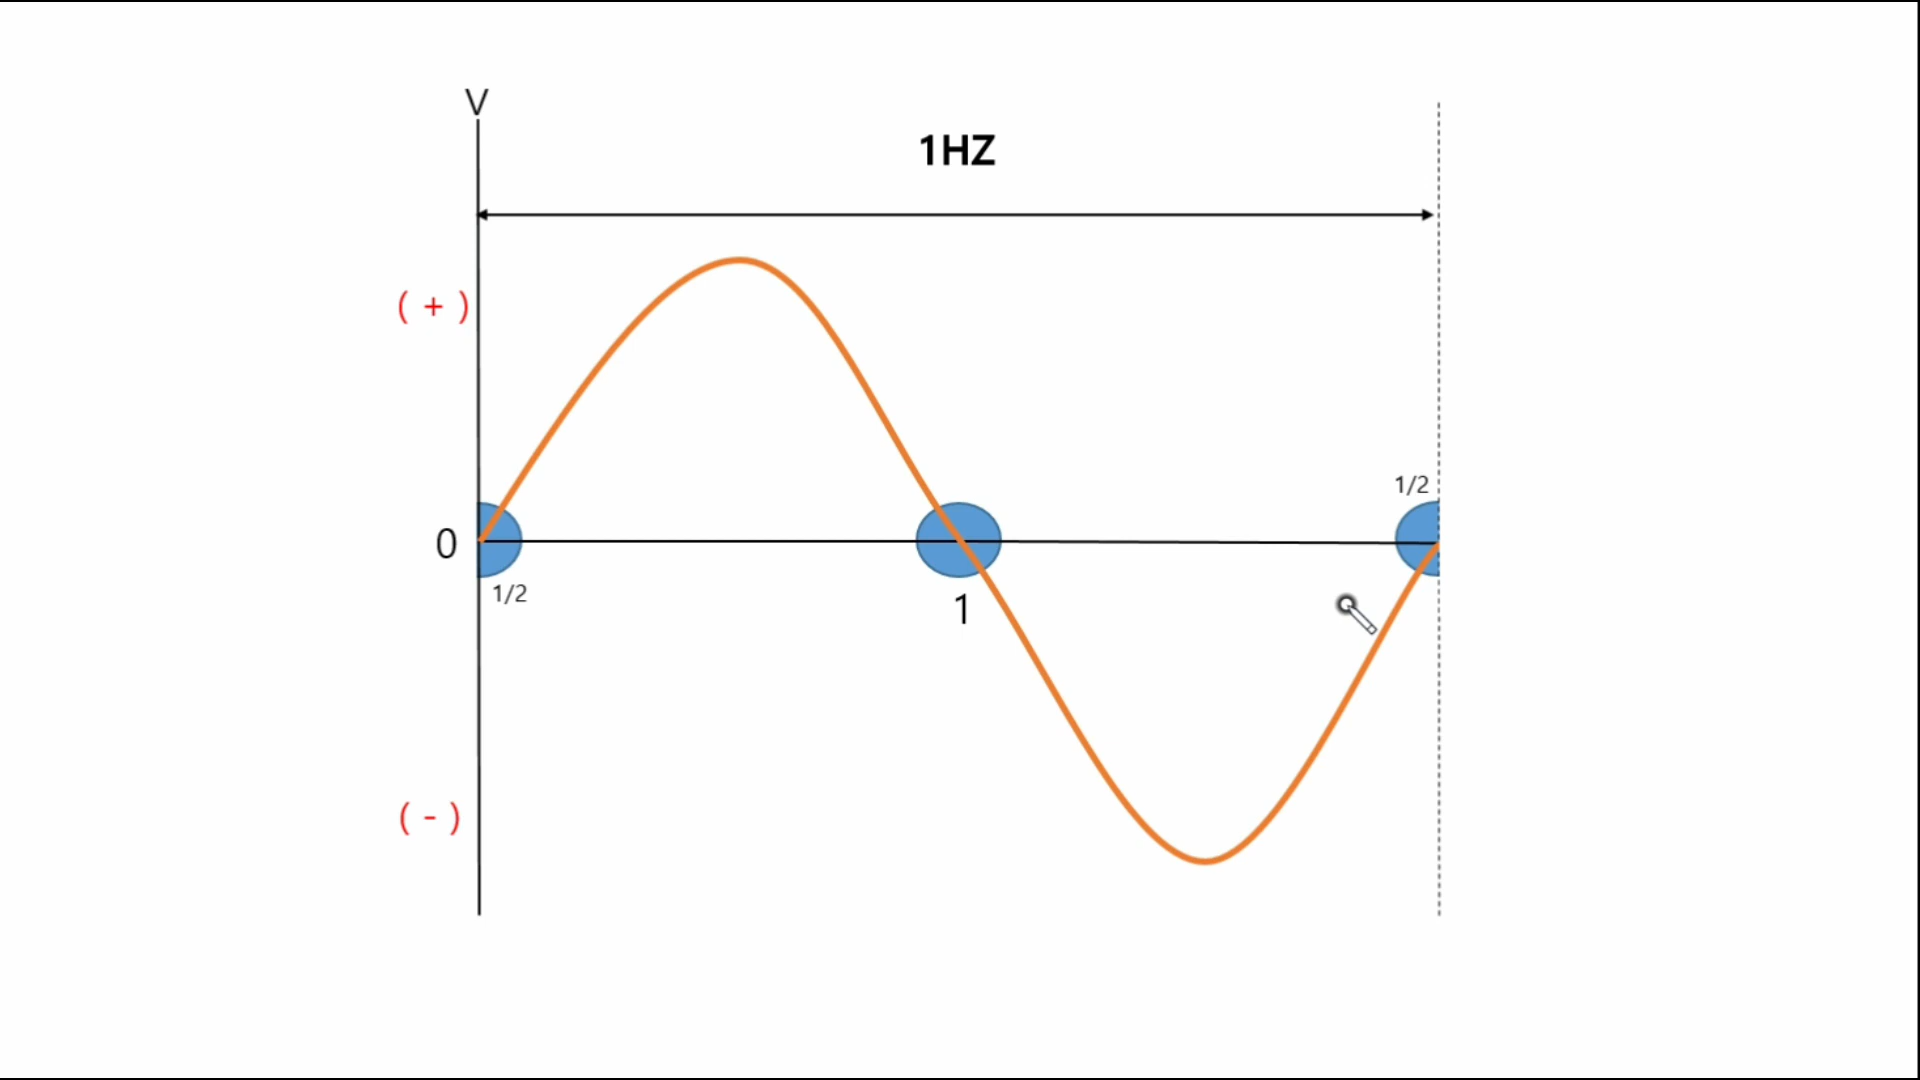 V
1HZ
( + )
1/2
0
1/2
1
( - )